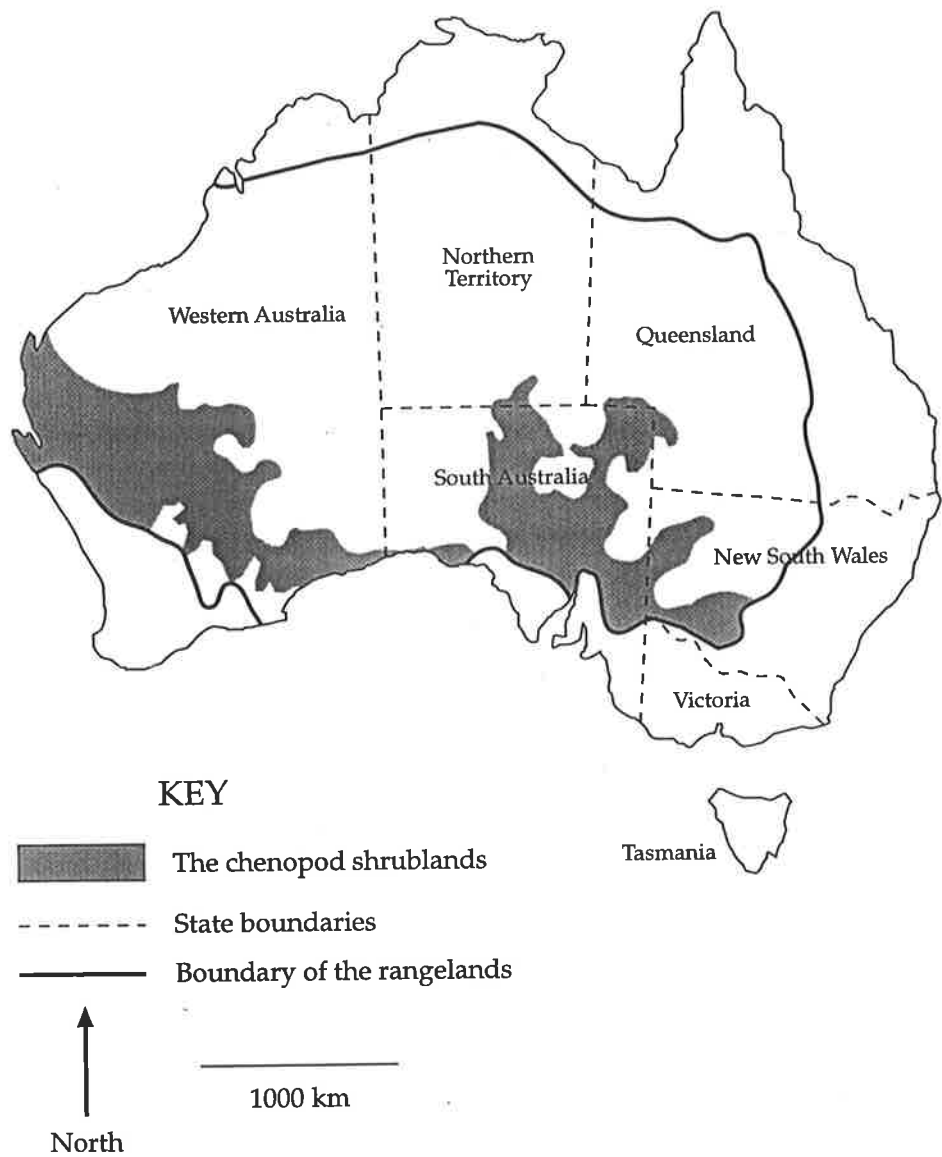 Northern
Territory
Western Australia
Queensland
South Australia
New South Wales
Victoria
Tasmania
KEY
The chenopod shrublands
State boundaries
Boundary of the rangelands
1000 km
North